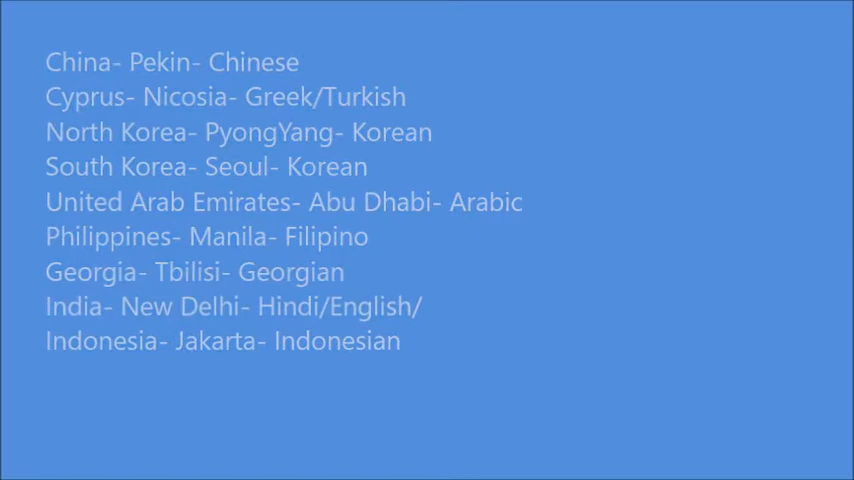 China- Pekin- Chinese
Cyprus- Nicosia- Greek/Turkish
North Korea- PyongYang- Korean
South Korea- Seoul- Korean
United Arab Emirates- Abu Dhabi- Arabic
Philippines- Manila- Filipino
Georgia- Tbilisi- Georgian
India- New Delhi- Hindi/English/
Indonesia- Jakarta- Indonesian